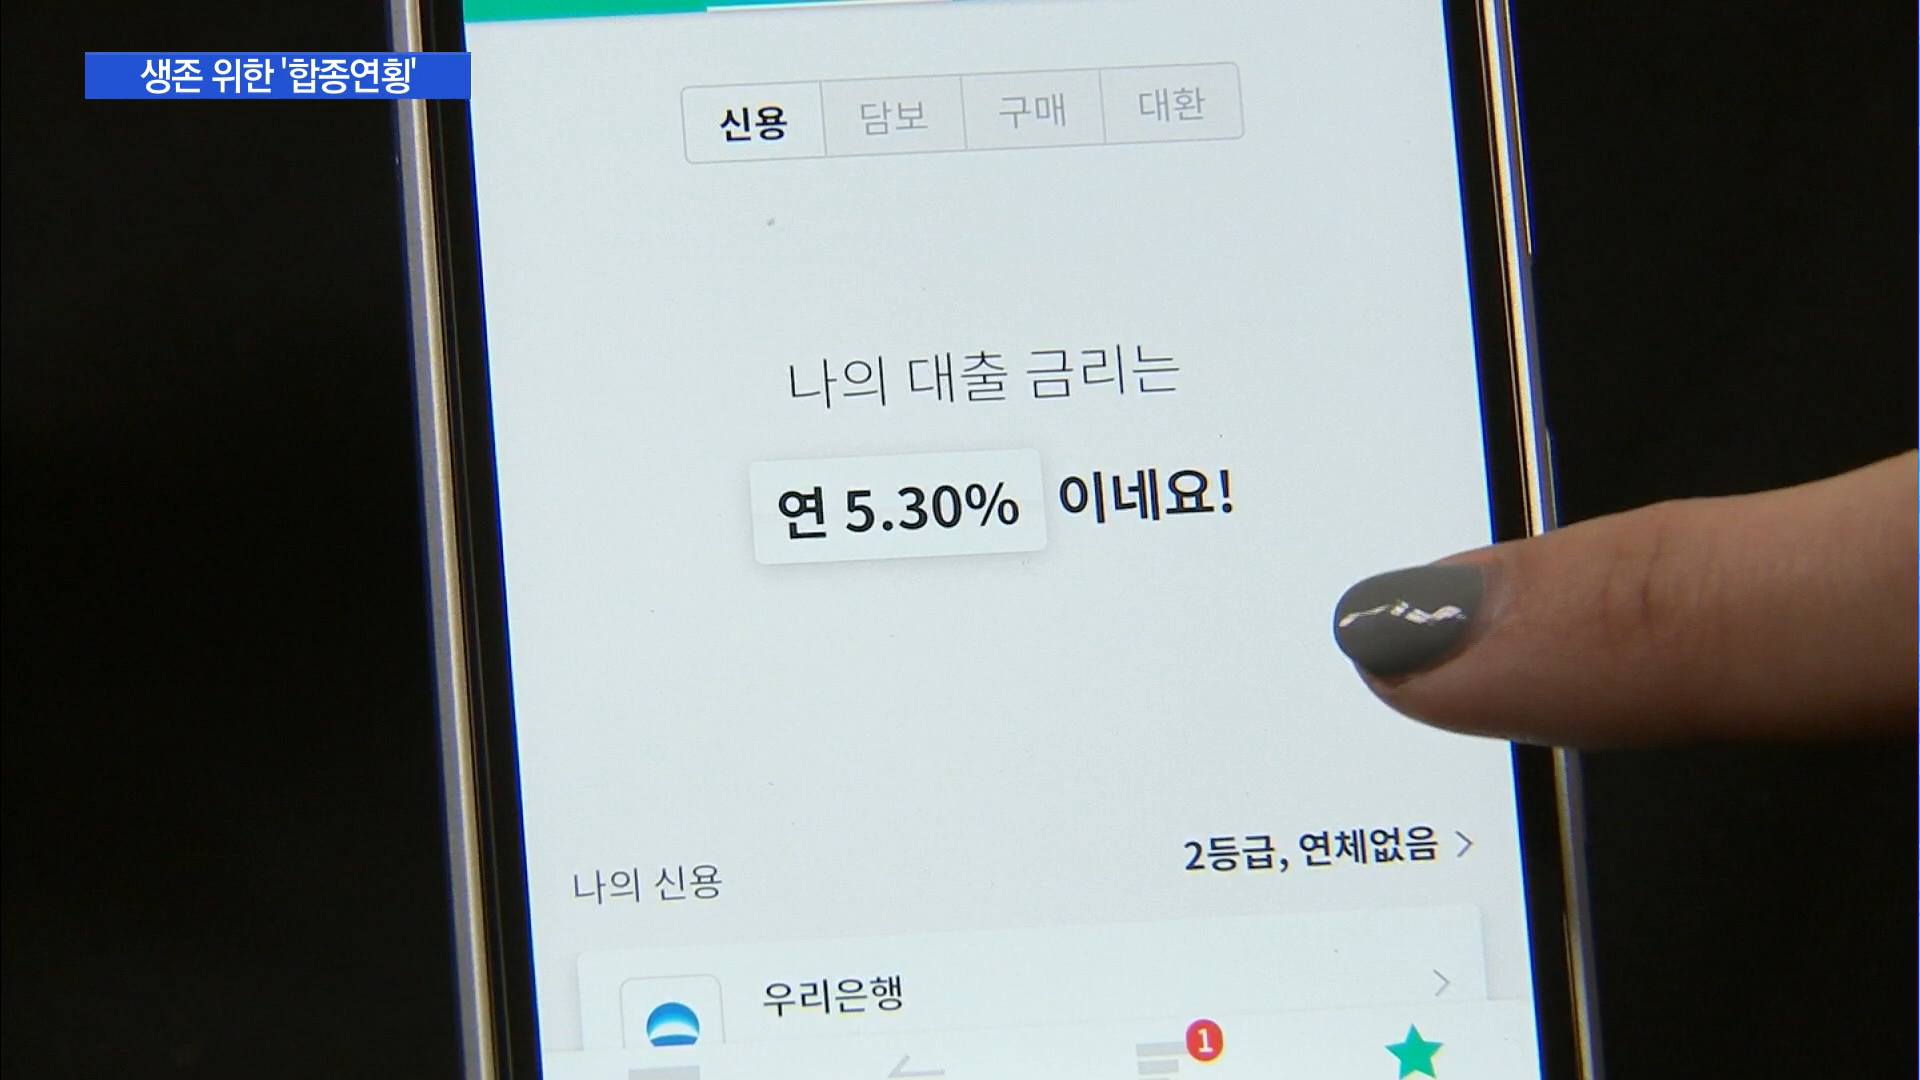 생존 위한 '합종연횡'
신용 담보 구매 대환
나의 대출 금리는
연 5.30% 이네요!
나의 신용 2등급, 연체없음 >
우리은행 >
1